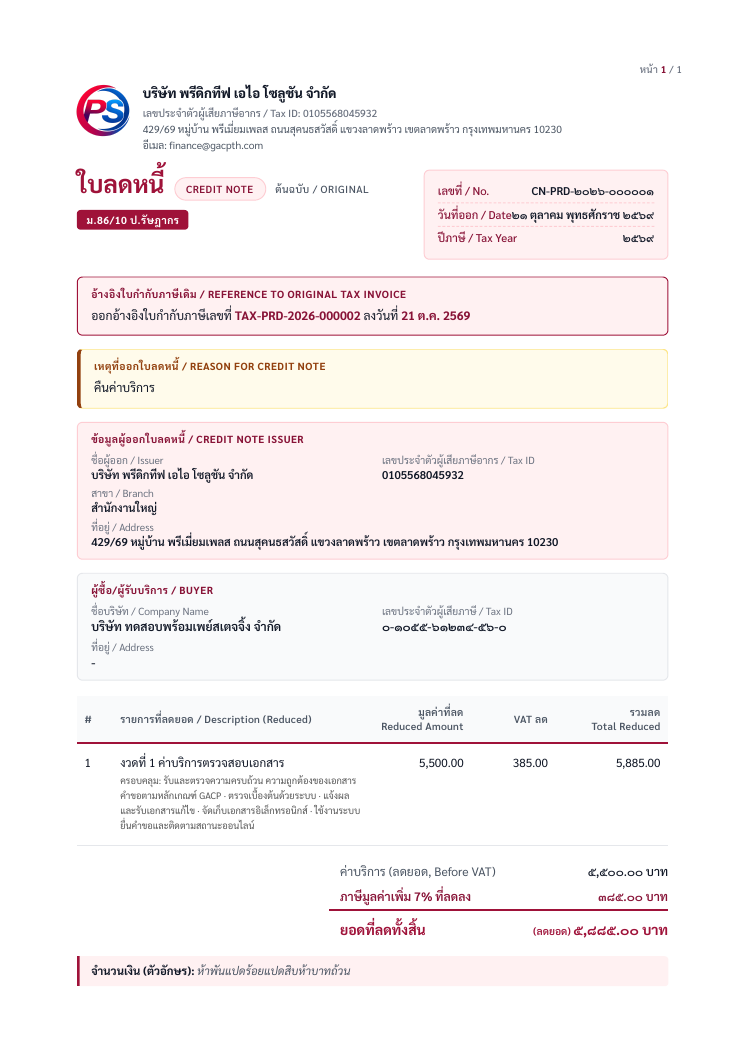 หน้า 1 / 1
PS
บริษัท พรีดิกทีฟ เอไอ โซลูชัน จำกัด
เลขประจำตัวผู้เสียภาษีอากร / Tax ID: 0105568045932
429/69 หมู่บ้าน พรีเมี่ยมเพลส ถนนสุคนธสวัสดิ์ แขวงลาดพร้าว เขตลาดพร้าว กรุงเทพมหานคร 10230
อีเมล: finance@gacpth.com
ใบลดหนี้ CREDIT NOTE ต้นฉบับ / ORIGINAL
ม.86/10 ป.รัษฎากร
เลขที่ / No. CN-PRD-๒๐๒๖-๐๐๐๐๐๑
วันที่ออก / Date ๒๑ ตุลาคม พุทธศักราช ๒๕๖๙
ปีภาษี / Tax Year ๒๕๖๙
อ้างอิงใบกำกับภาษีเดิม / REFERENCE TO ORIGINAL TAX INVOICE
ออกอ้างอิงใบกำกับภาษีเลขที่ TAX-PRD-2026-000002 ลงวันที่ 21 ต.ค. 2569
เหตุที่ออกใบลดหนี้ / REASON FOR CREDIT NOTE
คืนค่าบริการ
ข้อมูลผู้ออกใบลดหนี้ / CREDIT NOTE ISSUER
ชื่อผู้ออก / Issuer เลขประจำตัวผู้เสียภาษีอากร / Tax ID
บริษัท พรีดิกทีฟ เอไอ โซลูชัน จำกัด 0105568045932
สาขา / Branch
สำนักงานใหญ่
ที่อยู่ / Address
429/69 หมู่บ้าน พรีเมี่ยมเพลส ถนนสุคนธสวัสดิ์ แขวงลาดพร้าว เขตลาดพร้าว กรุงเทพมหานคร 10230
ผู้ซื้อ/ผู้รับบริการ / BUYER
ชื่อบริษัท / Company Name เลขประจำตัวผู้เสียภาษี / Tax ID
บริษัท ทดสอบพร้อมเพย์สเตจจิ้ง จำกัด ๐-๑๐๕๕-๖๑๒๓๔-๕๖-๐
ที่อยู่ / Address
-
# รายการที่ลดยอด / Description (Reduced) มูลค่าที่ลด Reduced Amount VAT ลด รวมลด Total Reduced
1 งวดที่ 1 ค่าบริการตรวจสอบเอกสาร 5,500.00 385.00 5,885.00
ครอบคลุม: รับและตรวจความครบถ้วน ความถูกต้องของเอกสาร
คำขอตามหลักเกณฑ์ GACP · ตรวจเบื้องต้นด้วยระบบ · แจ้งผล
และรับเอกสารแก้ไข · จัดเก็บเอกสารอิเล็กทรอนิกส์ · ใช้งานระบบ
ยื่นคำขอและติดตามสถานะออนไลน์
ค่าบริการ (ลดยอด, Before VAT) ๕,๕๐๐.๐๐ บาท
ภาษีมูลค่าเพิ่ม 7% ที่ลดลง ๓๘๕.๐๐ บาท
ยอดที่ลดทั้งสิ้น (ลดยอด) ๕,๘๘๕.๐๐ บาท
จำนวนเงิน (ตัวอักษร): ห้าพันแปดร้อยแปดสิบห้าบาทถ้วน